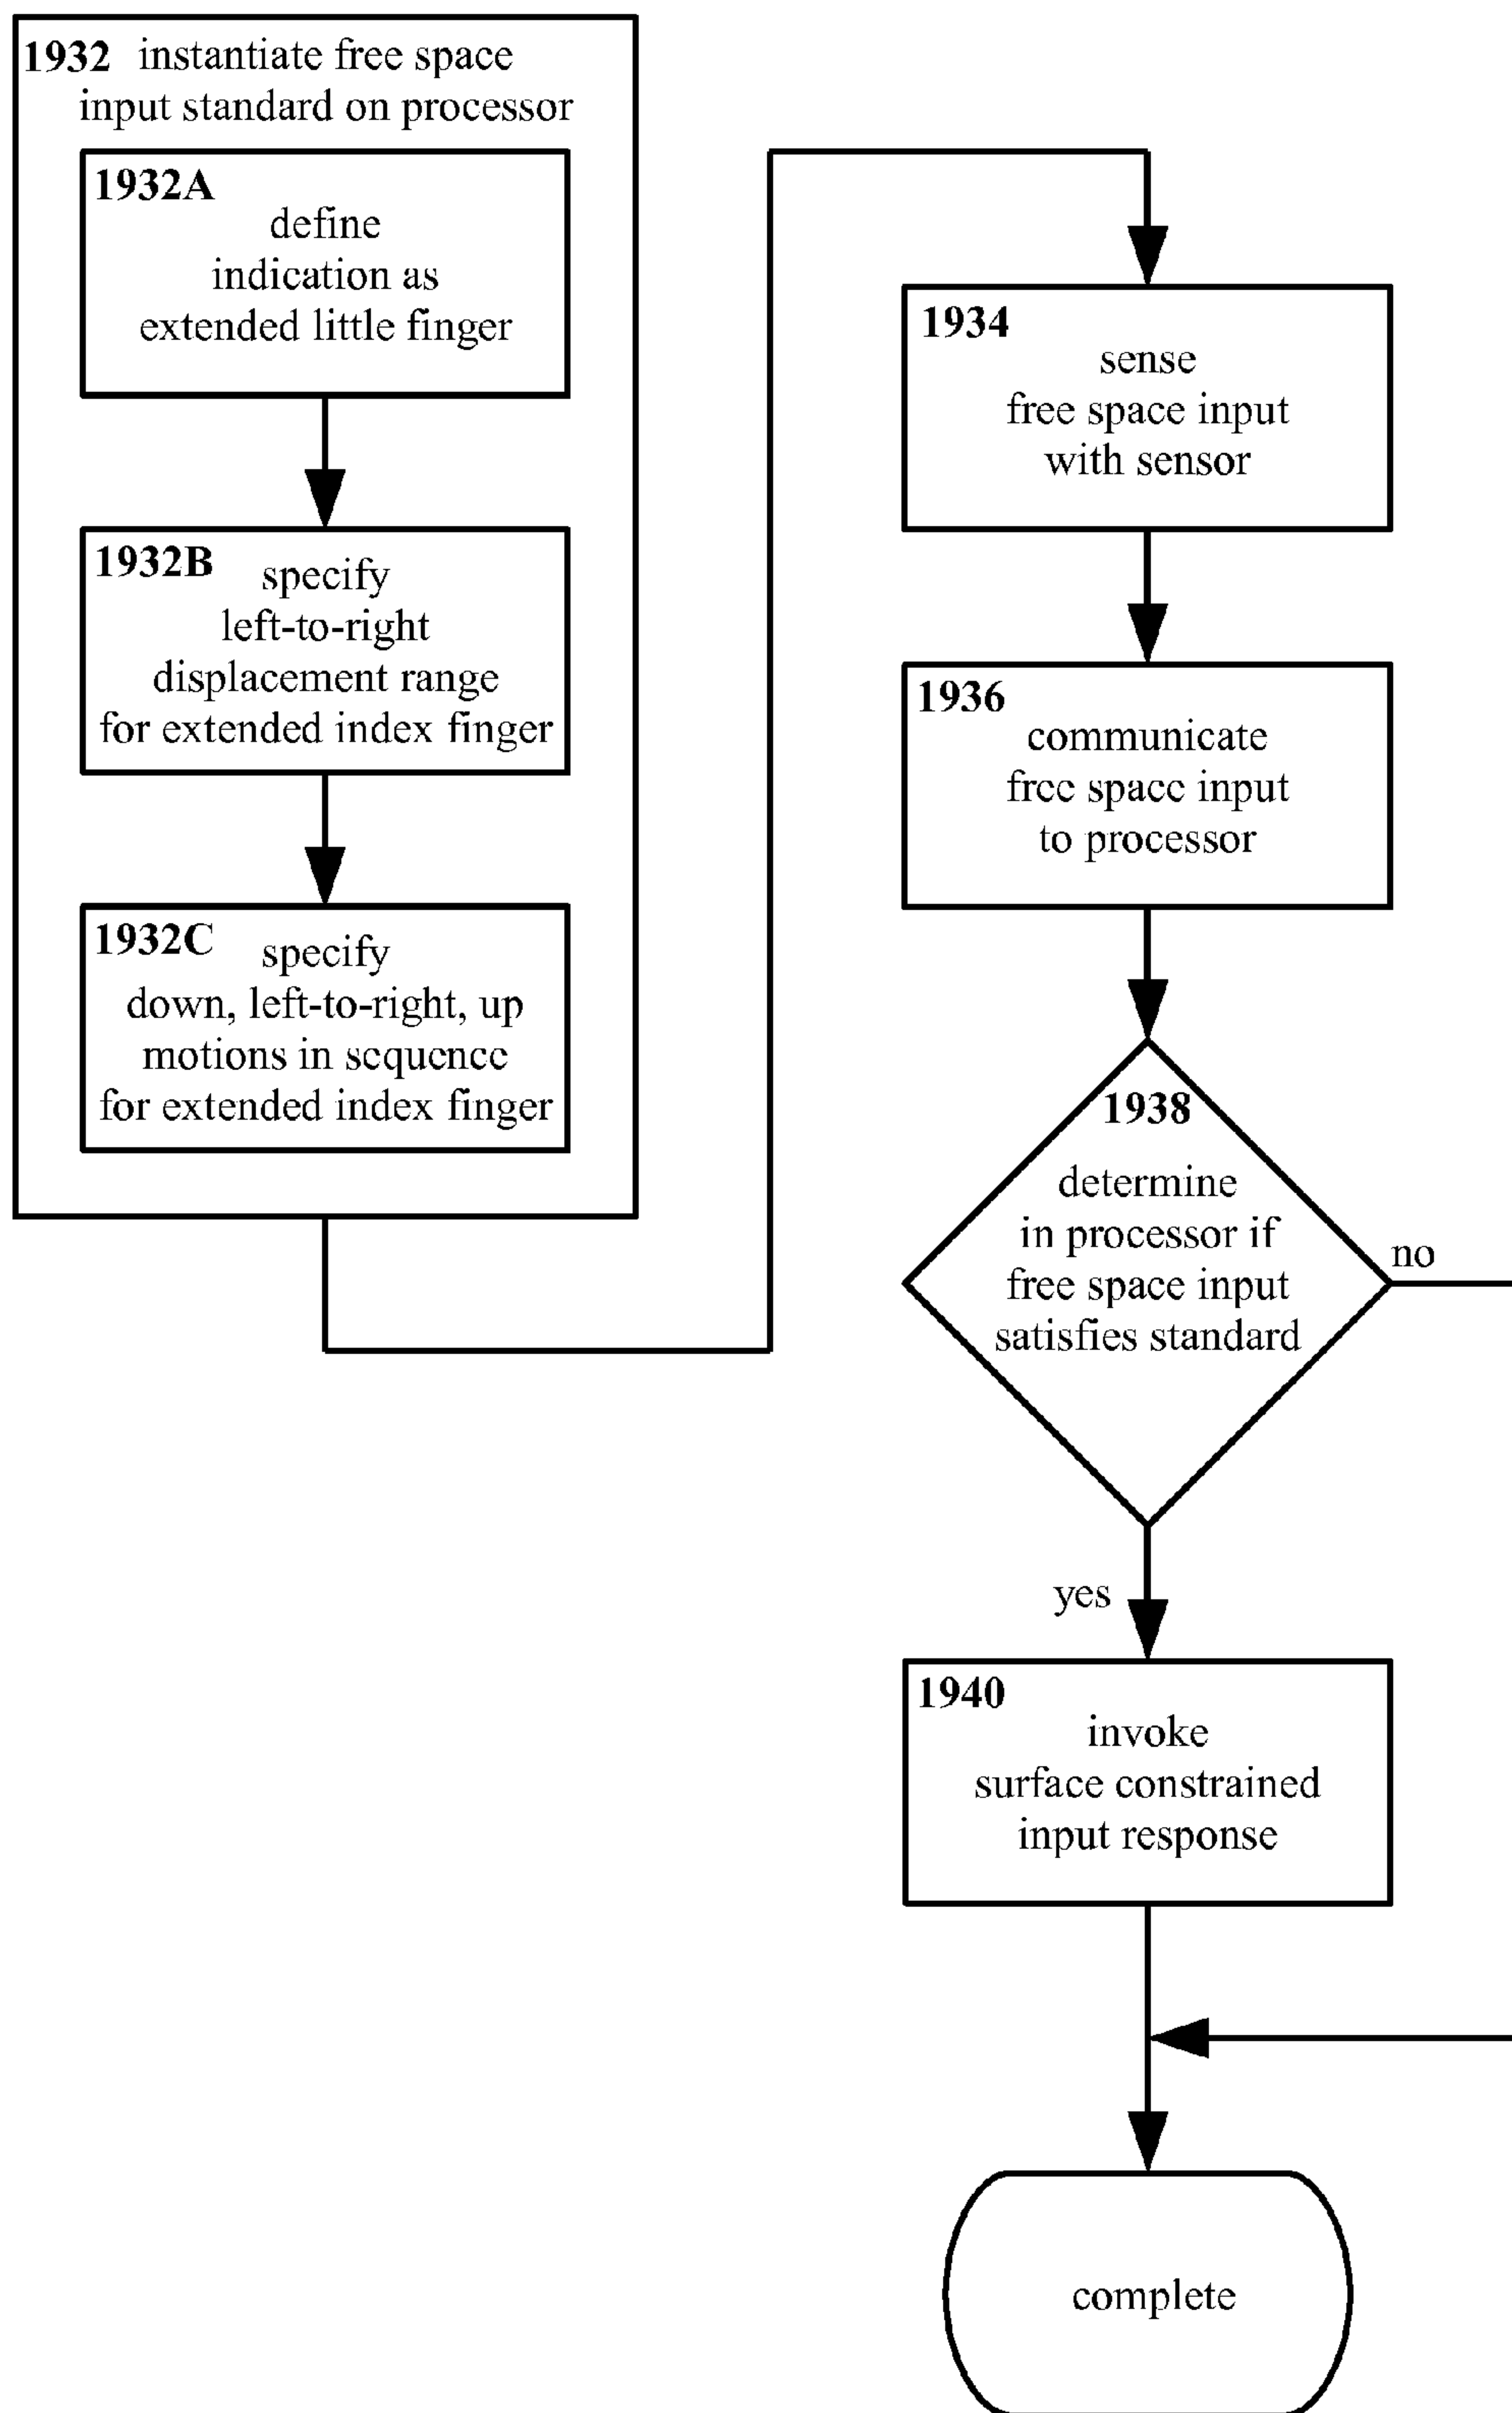 1932 instantiate free space
input standard on processor
1932A
define
indication as
extended little finger
1932B specify
left-to-right
displacement range
for extended index finger
1932C specify
down, left-to-right, up
motions in sequence
for extended index finger
1934
sense
free space input
with sensor
1936
communicate
free space input
to processor
1938
determine
in processor if
free space input
satisfies standard
no
yes
1940
invoke
surface constrained
input response
complete